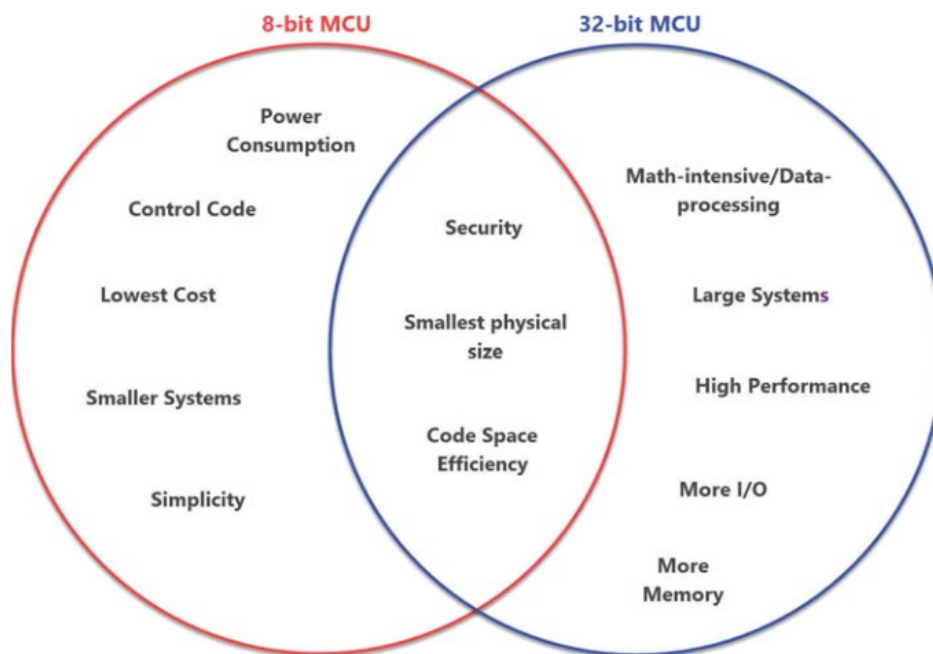 8-bit MCU
32-bit MCU
Power
Consumption
Control Code
Lowest Cost
Smaller Systems
Simplicity
Security
Smallest physical
size
Code Space
Efficiency
Math-intensive/Data-
processing
Large Systems
High Performance
More I/O
More
Memory